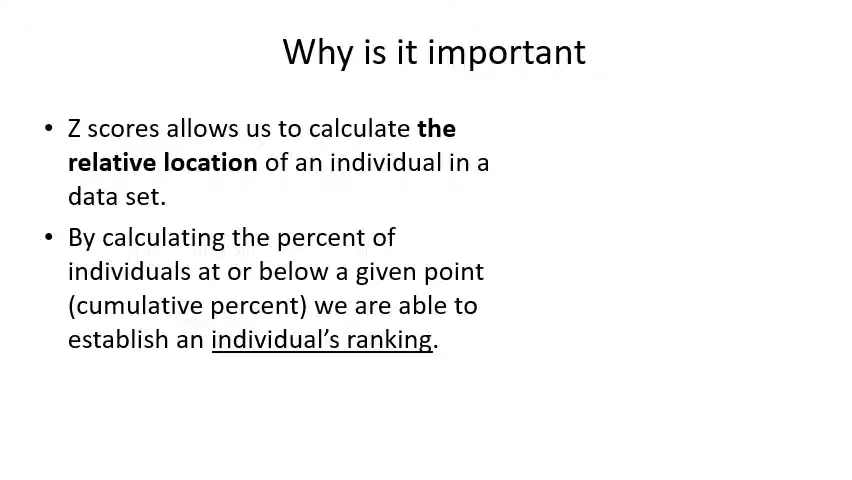 Why is it important
• Z scores allows us to calculate the
relative location of an individual in a
data set.
• By calculating the percent of
individuals at or below a given point
(cumulative percent) we are able to
establish an individual’s ranking.